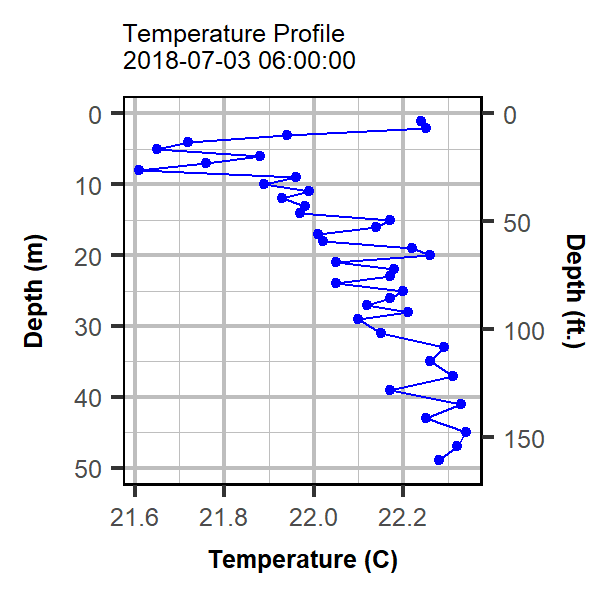 Temperature Profile
2018-07-03 06:00:00
0
10
20
30
40
50
Depth (m)
0
50
100
150
Depth (ft.)
21.6 21.8 22.0 22.2
Temperature (C)